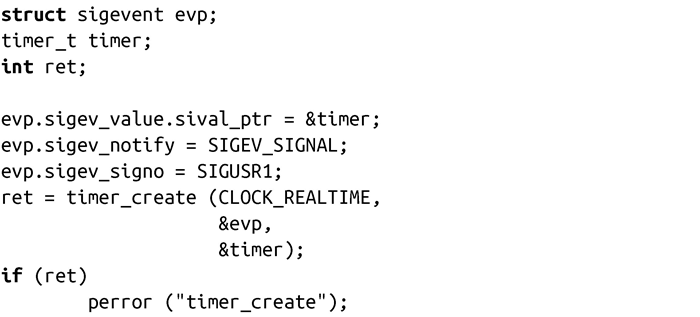 struct sigevent evp;
timer_t timer;
int ret;

evp.sigev_value.sival_ptr = &timer;
evp.sigev_notify = SIGEV_SIGNAL;
evp.sigev_signo = SIGUSR1;
ret = timer_create (CLOCK_REALTIME,
                    &evp,
                    &timer);
if (ret)
        perror ("timer_create");